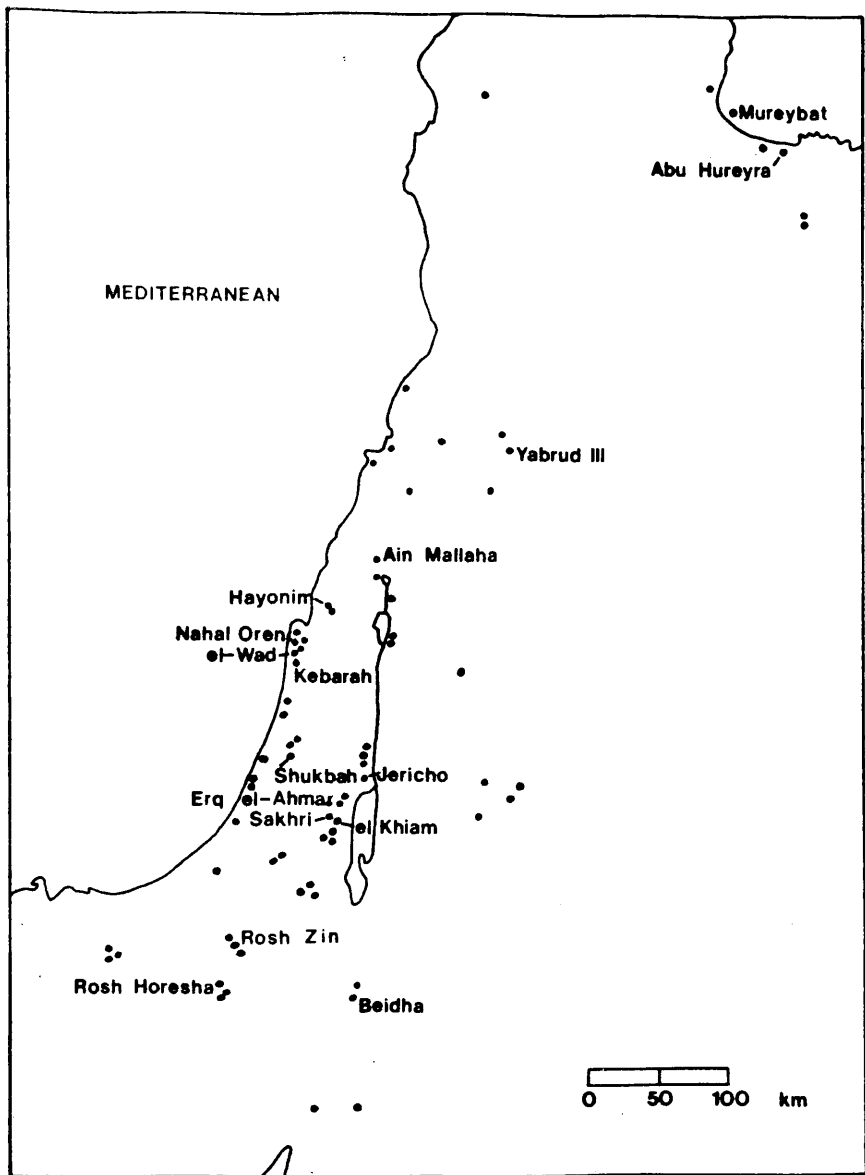 Mureybat
Abu Hureyra
MEDITERRANEAN
Yabrud III
Ain Mallaha
Hayonim
Nahal Oren
el-Wad
Kebarah
Shukbah
Jericho
Erq el-Ahmar
Sakhri
el Khiam
Rosh Zin
Rosh Horesha
Beidha
0 50 100 km